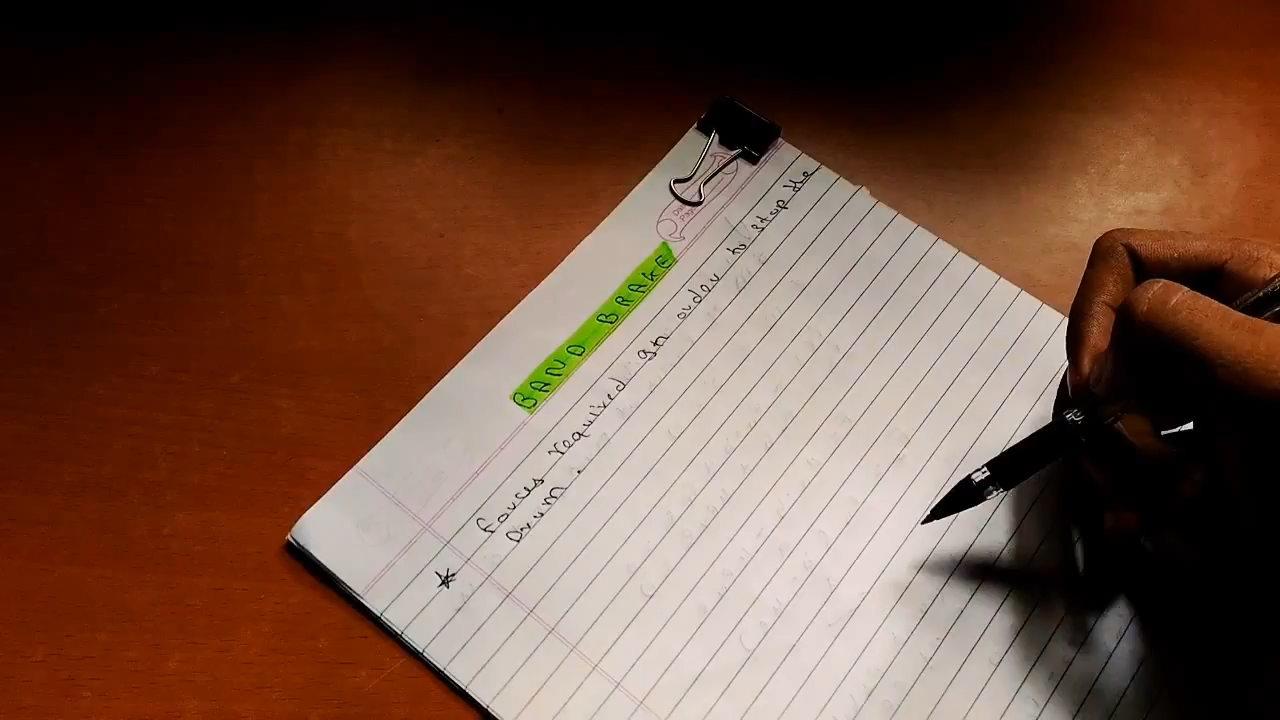 BAND BRAKE
forces required In order to stop the
Drum.